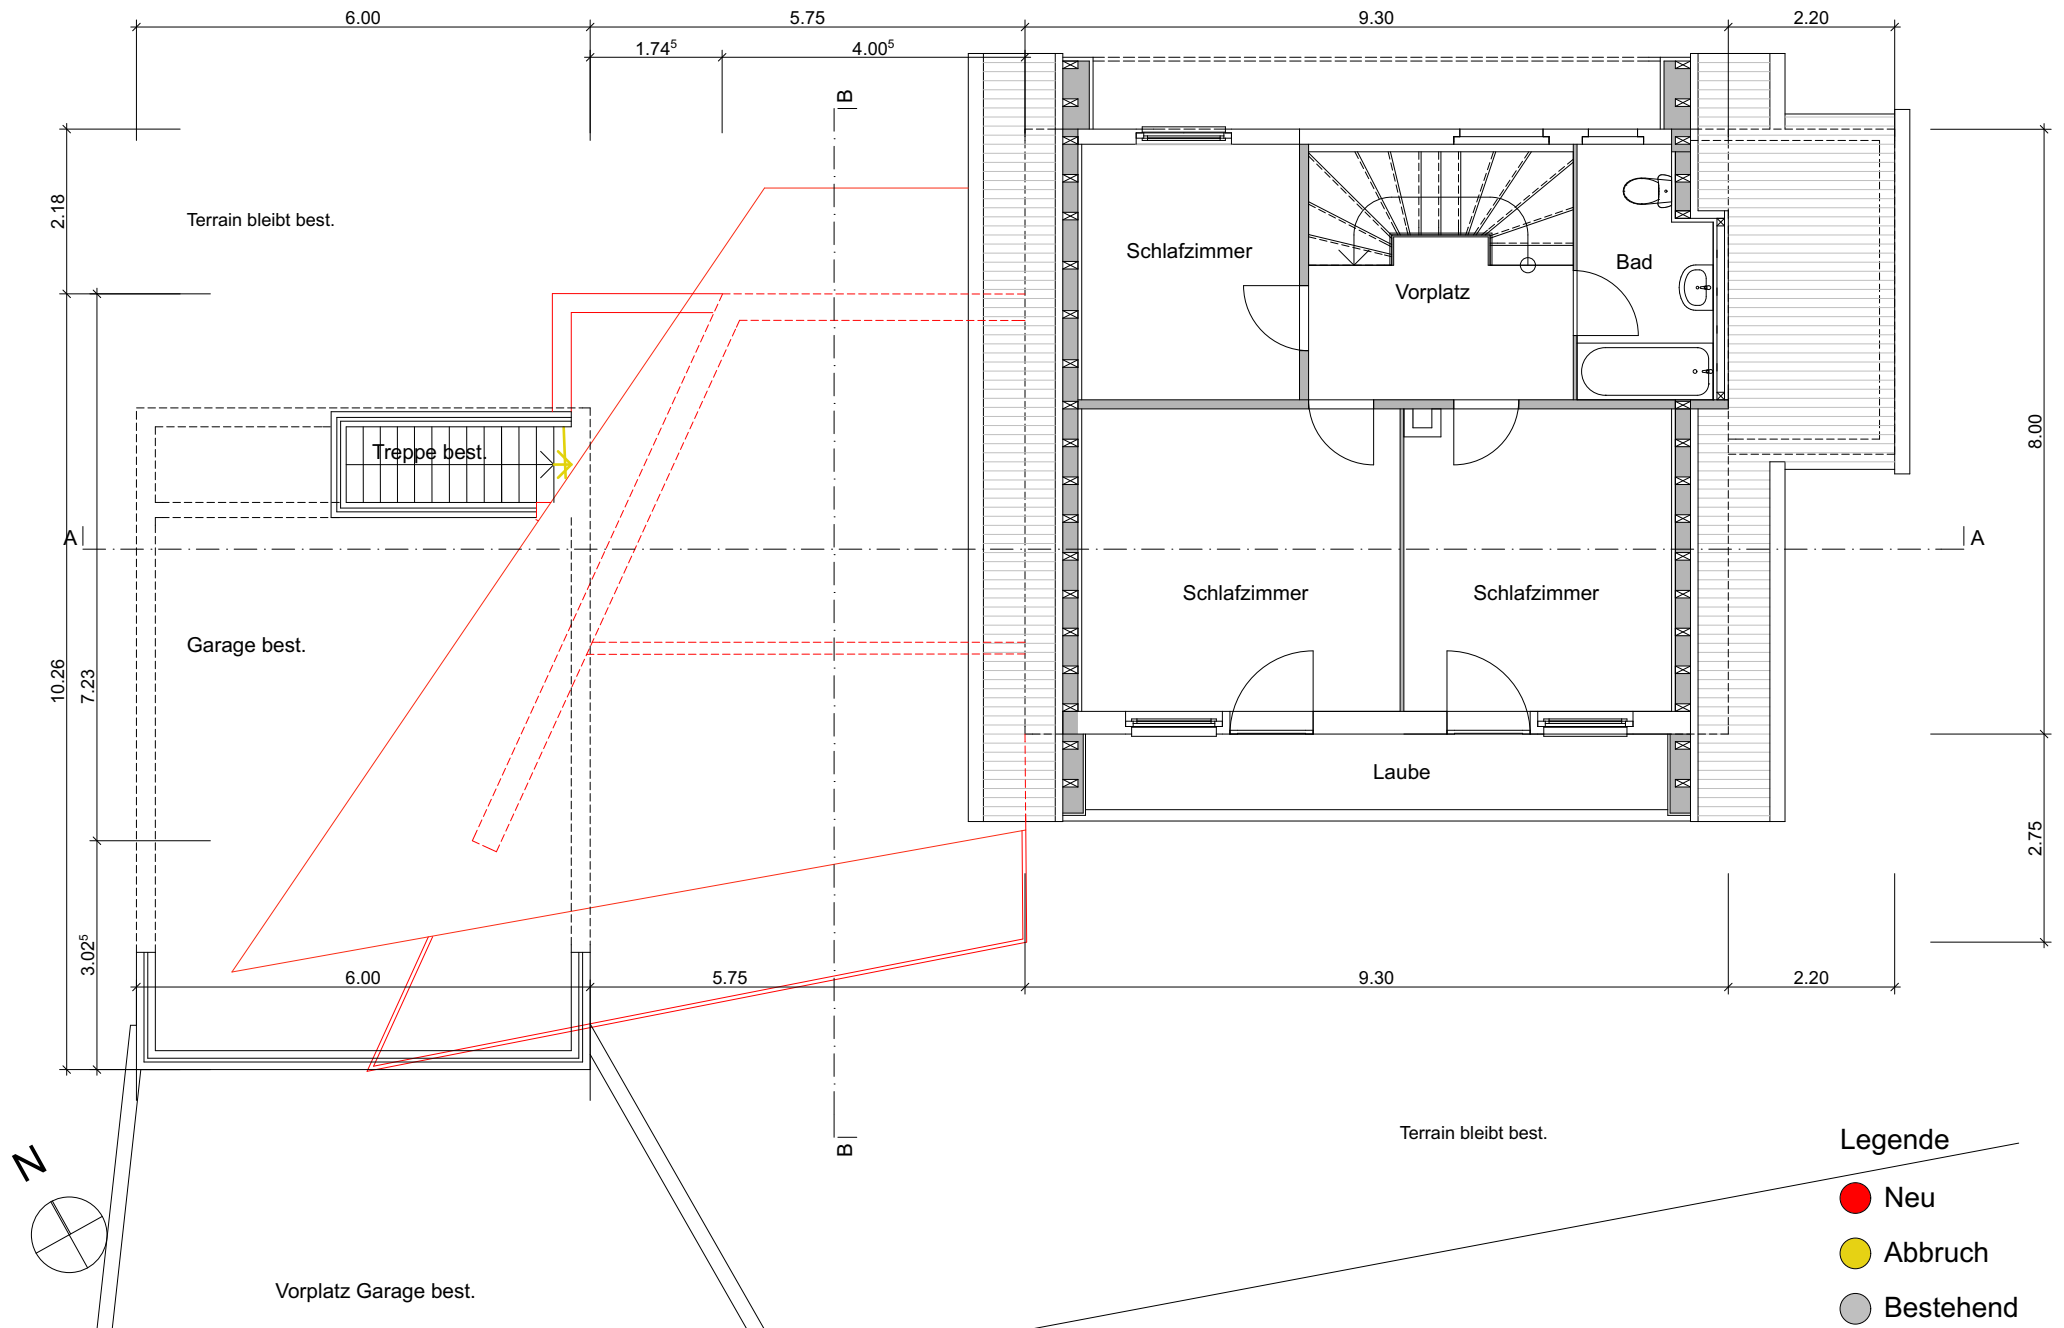 6.00
5.75
9.30
2.20
1.74⁵
4.00⁵
B
2.18
Terrain bleibt best.
Schlafzimmer
Vorplatz
Bad
Treppe best.
8.00
A
A
Garage best.
Schlafzimmer
Schlafzimmer
10.26
7.23
Laube
2.75
3.02⁵
6.00
5.75
9.30
2.20
B
Terrain bleibt best.
N
Vorplatz Garage best.
Legende
Neu
Abbruch
Bestehend